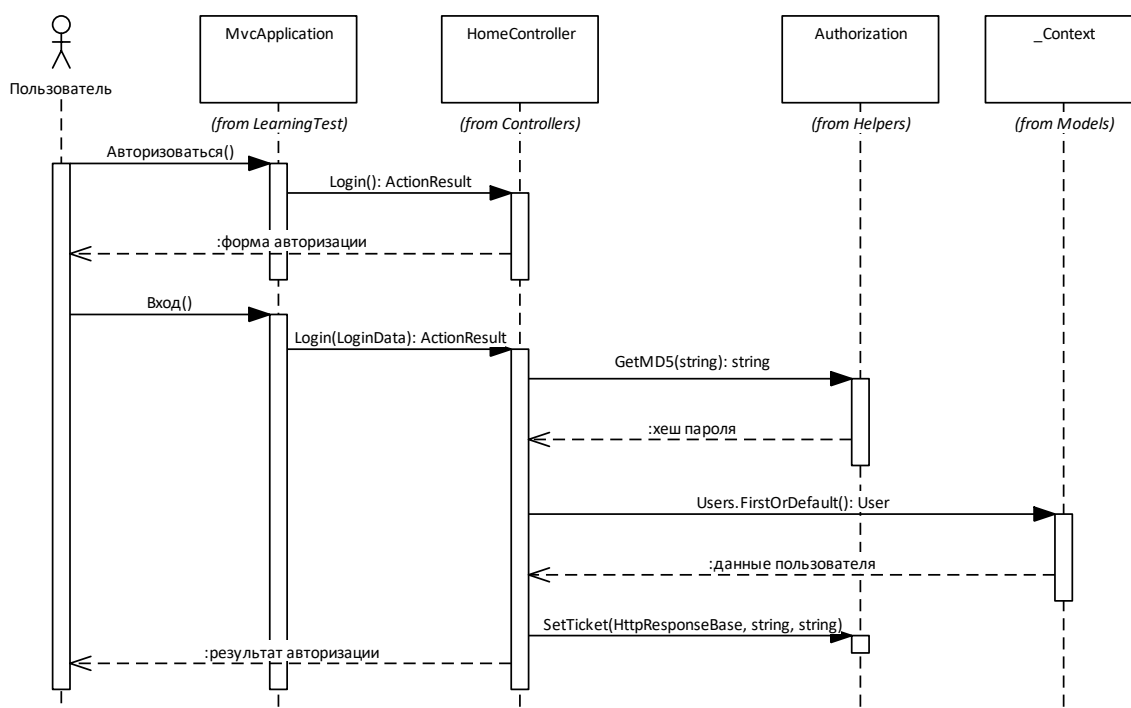 MvcApplication
HomeController
Authorization
_Context
Пользователь
(from LearningTest)
(from Controllers)
(from Helpers)
(from Models)
Авторизоваться()
Login(): ActionResult
:форма авторизации
Вход()
Login(LoginData): ActionResult
GetMD5(string): string
:хеш пароля
Users.FirstOrDefault(): User
:данные пользователя
SetTicket(HttpResponseBase, string, string)
:результат авторизации